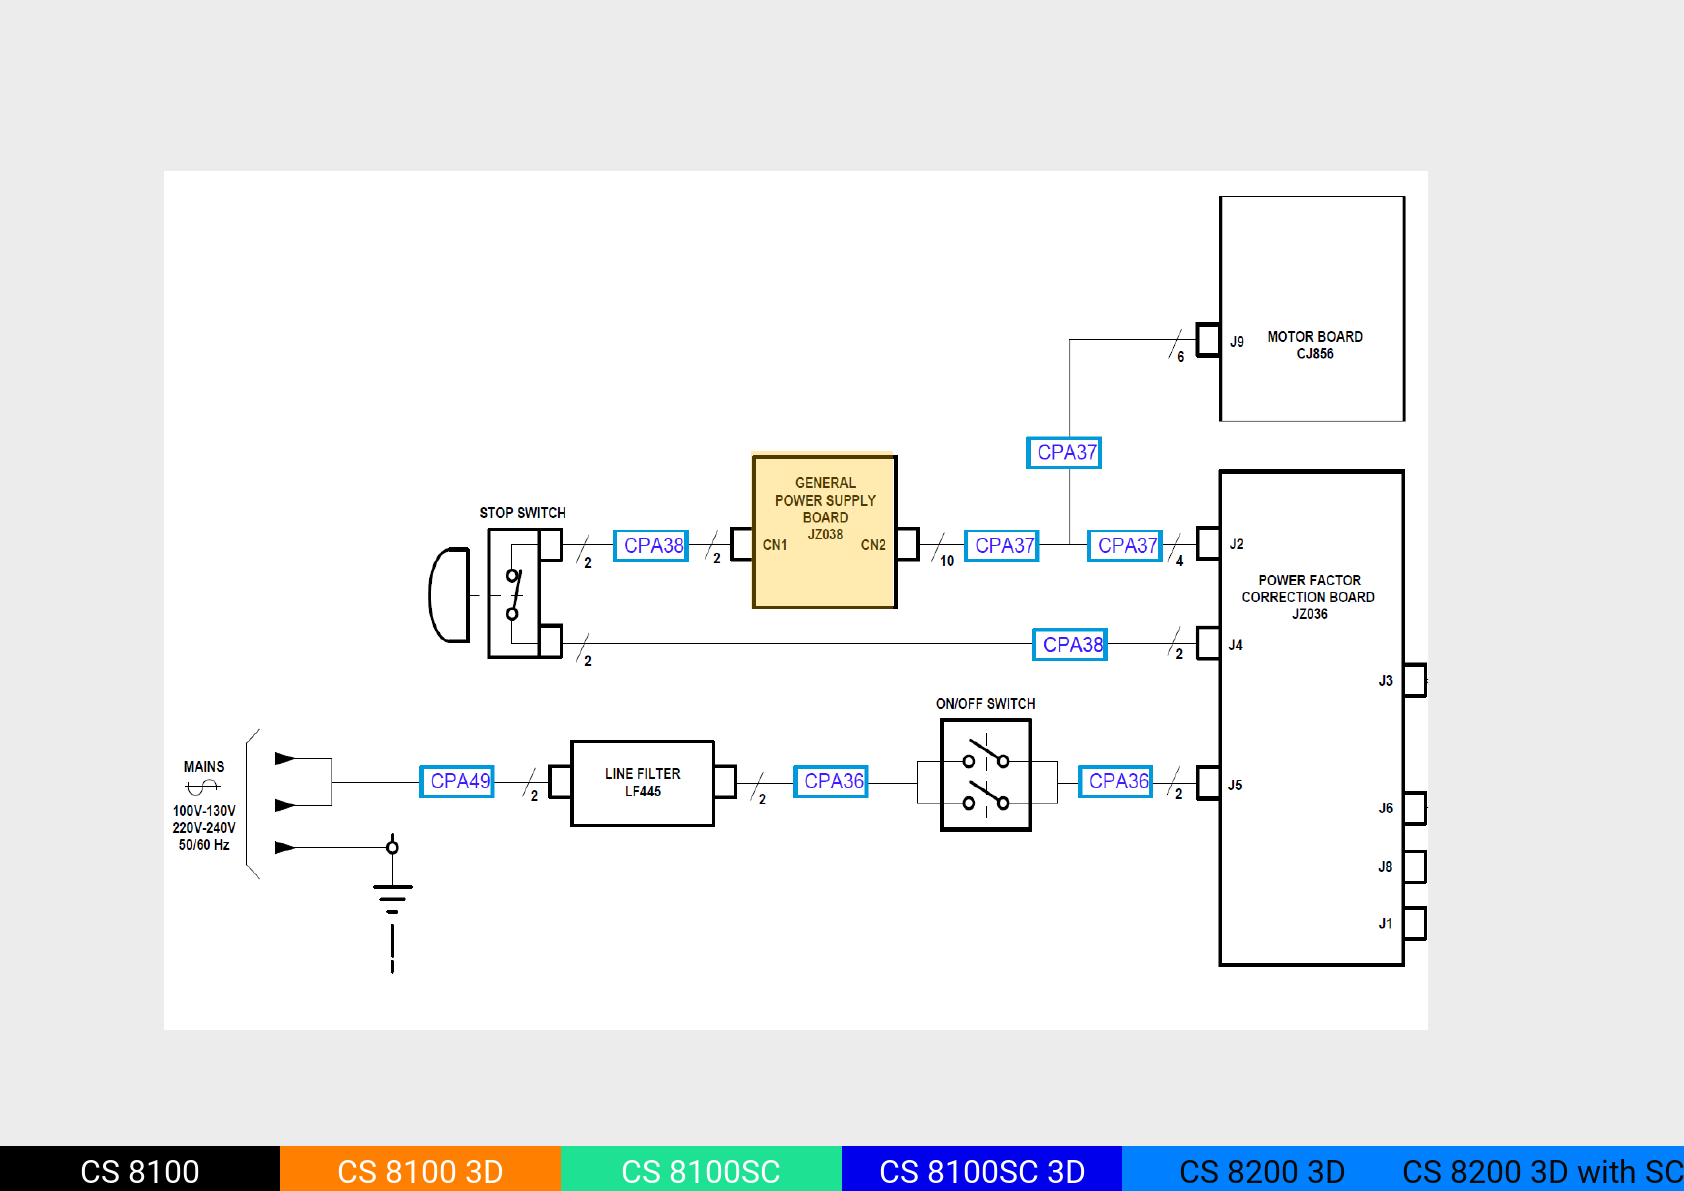 MOTOR BOARD
CJ856
J9
6
CPA37
GENERAL
POWER SUPPLY
BOARD
JZ038
CN1
CN2
STOP SWITCH
2
CPA38
2
10
CPA37
CPA37
4
J2
POWER FACTOR
CORRECTION BOARD
JZ036
2
CPA38
2
J4
J3
ON/OFF SWITCH
MAINS
100V-130V
220V-240V
50/60 Hz
CPA49
2
LINE FILTER
LF445
2
CPA36
CPA36
2
J5
J6
J8
J1
CS 8100
CS 8100 3D
CS 8100SC
CS 8100SC 3D
CS 8200 3D
CS 8200 3D with SC